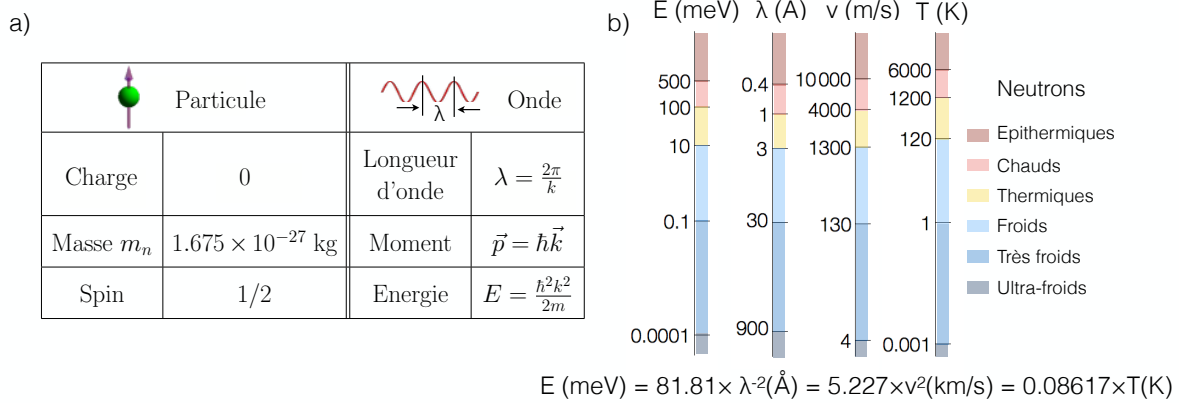 a)
Particule
λ
Onde
Charge
0
Longueur
d'onde
λ = 2π/k
Masse mₙ
1.675 × 10⁻²⁷ kg
Moment
p⃗ = ħk⃗
Spin
1/2
Energie
E = ħ²k²/2m
b)
E (meV)
λ (A)
v (m/s)
T (K)
500
100
10
0.1
0.0001
0.4
1
3
30
900
10 000
4000
1300
130
4
6000
1200
120
1
0.001
Neutrons
Epithermiques
Chauds
Thermiques
Froids
Très froids
Ultra-froids
E (meV) = 81.81× λ⁻²(Å) = 5.227×v²(km/s) = 0.08617×T(K)